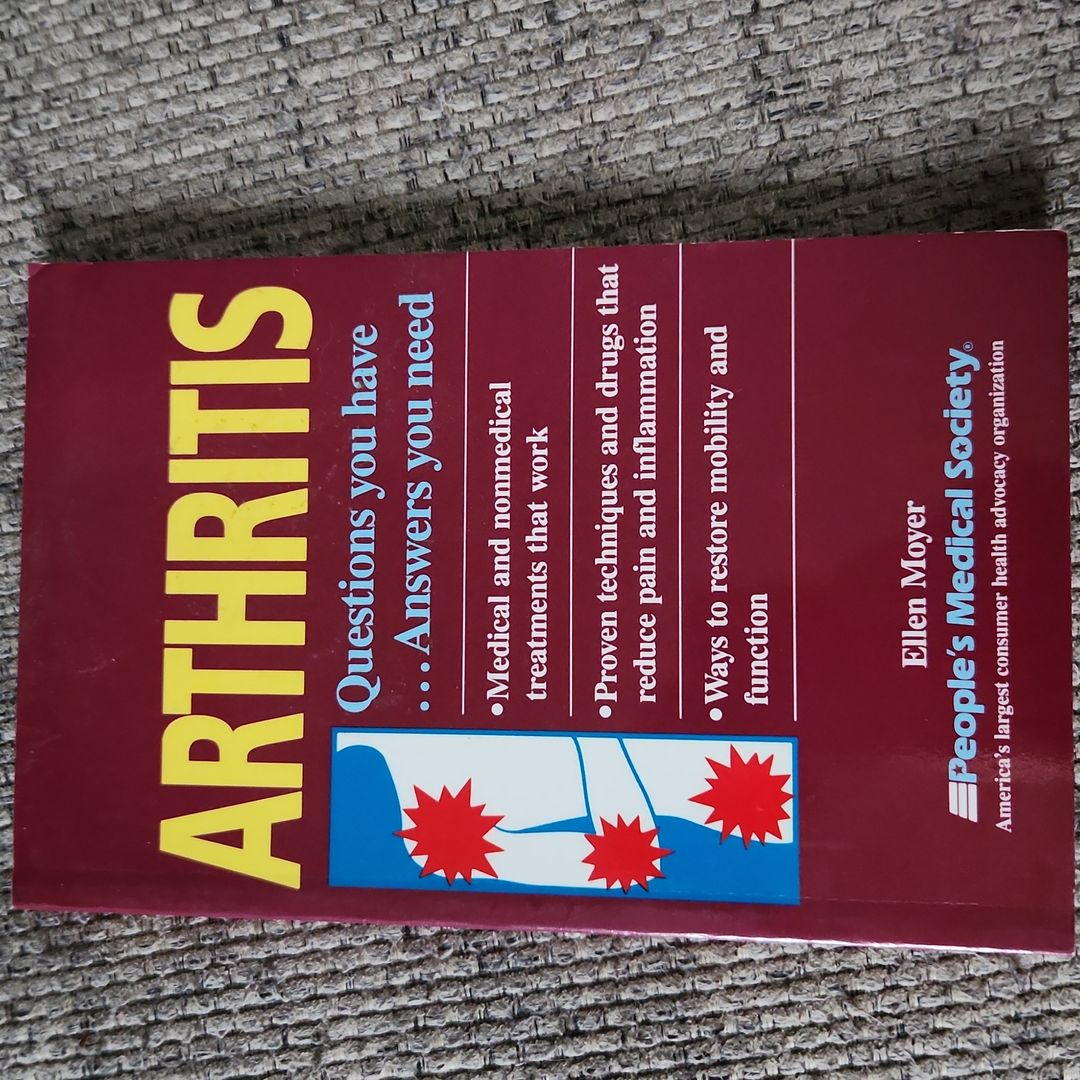 ARTHRITIS
Questions you have
...Answers you need
•Medical and nonmedical
treatments that work
•Proven techniques and drugs that
reduce pain and inflammation
•Ways to restore mobility and
function
Ellen Moyer
People's Medical Society®
America's largest consumer health advocacy organization